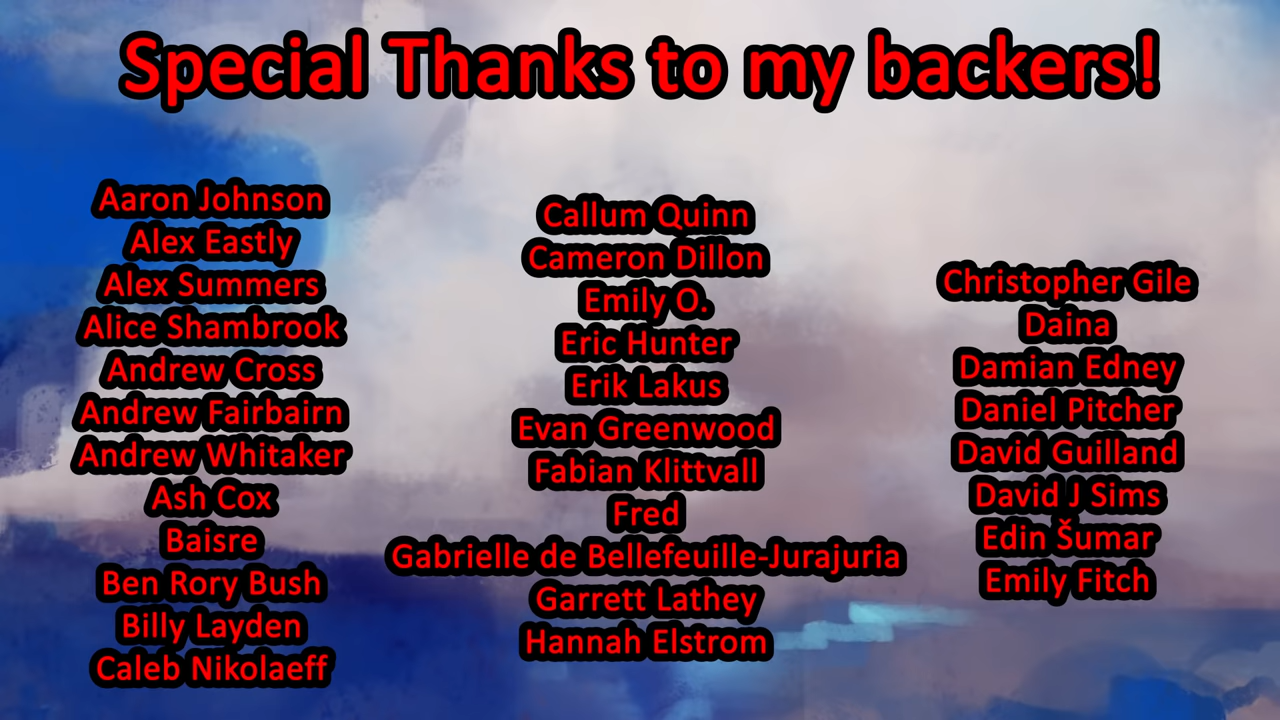 Special Thanks to my backers!
Aaron Johnson
Alex Eastly
Alex Summers
Alice Shambrook
Andrew Cross
Andrew Fairbairn
Andrew Whitaker
Ash Cox
Baisre
Ben Rory Bush
Billy Layden
Caleb Nikolaeff
Callum Quinn
Cameron Dillon
Emily O.
Eric Hunter
Erik Lakus
Evan Greenwood
Fabian Klittvall
Fred
Gabrielle de Bellefeuille-Jurajuria
Garrett Lathey
Hannah Elstrom
Christopher Gile
Daina
Damian Edney
Daniel Pitcher
David Guilland
David J Sims
Edin Šumar
Emily Fitch